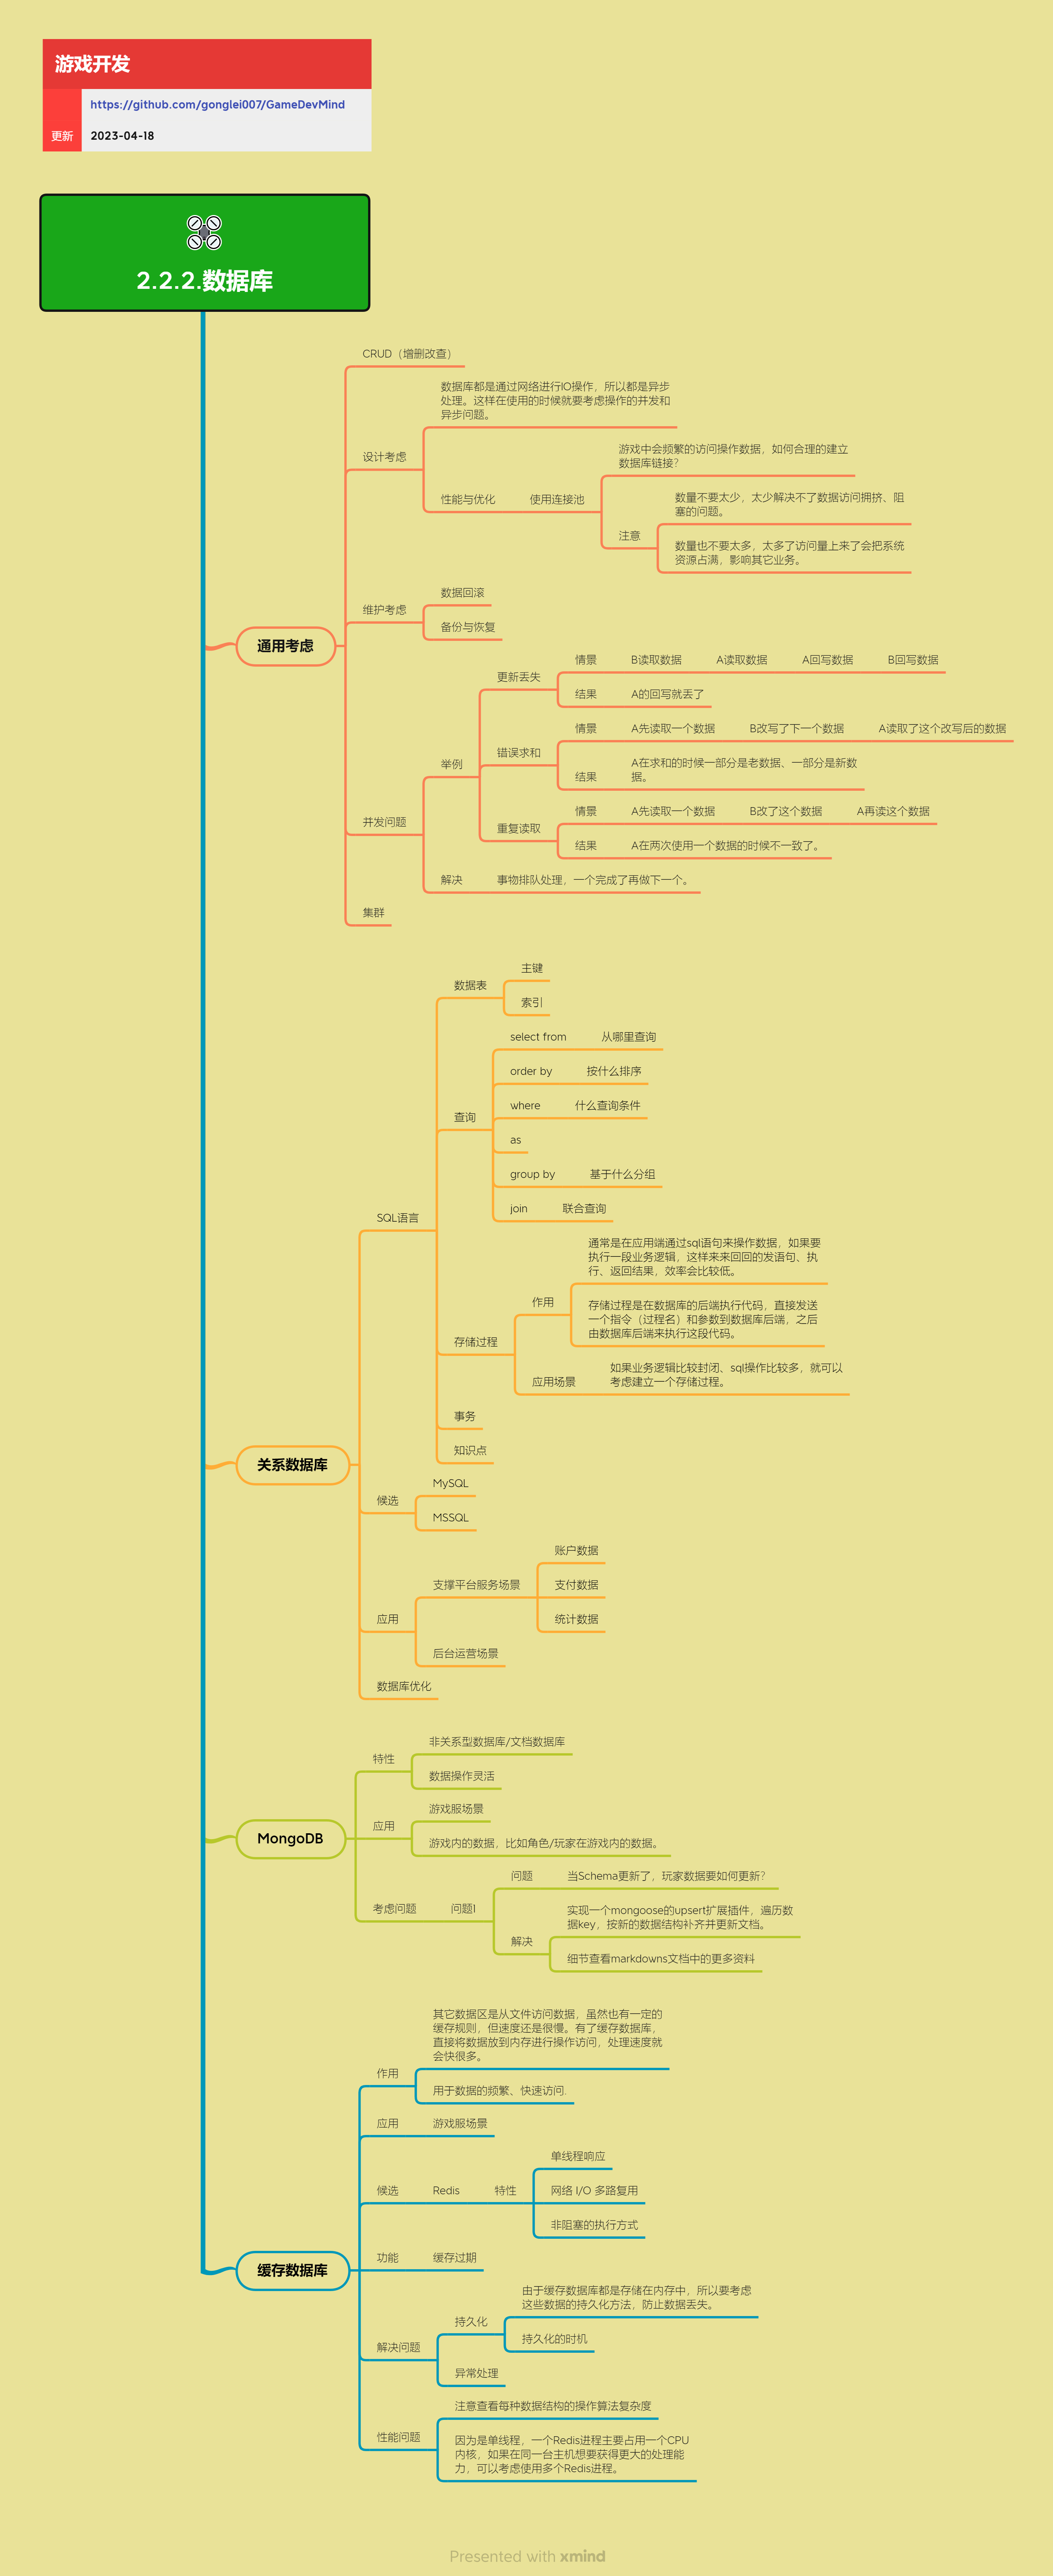 游戏开发
https://github.com/gonglei007/GameDevMind
更新
2023-04-18
2.2.2.数据库
通用考虑
CRUD（增删改查）
设计考虑
数据库都是通过网络进行IO操作，所以都是异步
处理。这样在使用的时候就要考虑操作的并发和
异步问题。
性能与优化
使用连接池
游戏中会频繁的访问操作数据，如何合理的建立
数据库链接？
注意
数量不要太少，太少解决不了数据访问拥挤、阻
塞的问题。
数量也不要太多，太多了访问量上来了会把系统
资源占满，影响其它业务。
维护考虑
数据回滚
备份与恢复
并发问题
举例
更新丢失
情景
B读取数据
A读取数据
A回写数据
B回写数据
结果
A的回写就丢了
错误求和
情景
A先读取一个数据
B改写了下一个数据
A读取了这个改写后的数据
结果
A在求和的时候一部分是老数据、一部分是新数
据。
重复读取
情景
A先读取一个数据
B改了这个数据
A再读这个数据
结果
A在两次使用一个数据的时候不一致了。
解决
事物排队处理，一个完成了再做下一个。
集群
关系数据库
SQL语言
数据表
主键
索引
查询
select from
从哪里查询
order by
按什么排序
where
什么查询条件
as
group by
基于什么分组
join
联合查询
存储过程
作用
通常是在应用端通过sql语句来操作数据，如果要
执行一段业务逻辑，这样来来回回的发语句、执
行、返回结果，效率会比较低。
存储过程是在数据库的后端执行代码，直接发送
一个指令（过程名）和参数到数据库后端，之后
由数据库后端来执行这段代码。
应用场景
如果业务逻辑比较封闭、sql操作比较多，就可以
考虑建立一个存储过程。
事务
知识点
候选
MySQL
MSSQL
应用
支撑平台服务场景
账户数据
支付数据
统计数据
后台运营场景
数据库优化
MongoDB
特性
非关系型数据库/文档数据库
数据操作灵活
应用
游戏服场景
游戏内的数据，比如角色/玩家在游戏内的数据。
考虑问题
问题1
问题
当Schema更新了，玩家数据要如何更新？
解决
实现一个mongoose的upsert扩展插件，遍历数
据key，按新的数据结构补齐并更新文档。
细节查看markdowns文档中的更多资料
缓存数据库
作用
其它数据区是从文件访问数据，虽然也有一定的
缓存规则，但速度还是很慢。有了缓存数据库，
直接将数据放到内存进行操作访问，处理速度就
会快很多。
用于数据的频繁、快速访问.
应用
游戏服场景
候选
Redis
特性
单线程响应
网络 I/O 多路复用
非阻塞的执行方式
功能
缓存过期
解决问题
持久化
由于缓存数据库都是存储在内存中，所以要考虑
这些数据的持久化方法，防止数据丢失。
持久化的时机
异常处理
性能问题
注意查看每种数据结构的操作算法复杂度
因为是单线程，一个Redis进程主要占用一个CPU
内核，如果在同一台主机想要获得更大的处理能
力，可以考虑使用多个Redis进程。
Presented with xmind